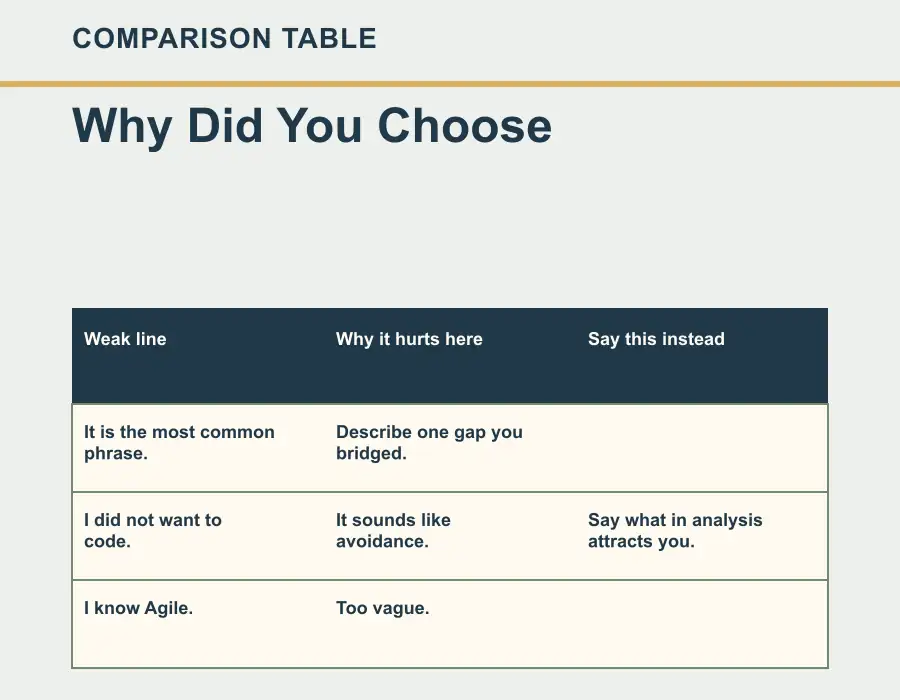 COMPARISON TABLE
Why Did You Choose
Weak line Why it hurts here Say this instead
It is the most common Describe one gap you
phrase. bridged.
I did not want to It sounds like Say what in analysis
code. avoidance. attracts you.
I know Agile. Too vague.